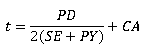 t = PD / 2(SE + PY) + CA